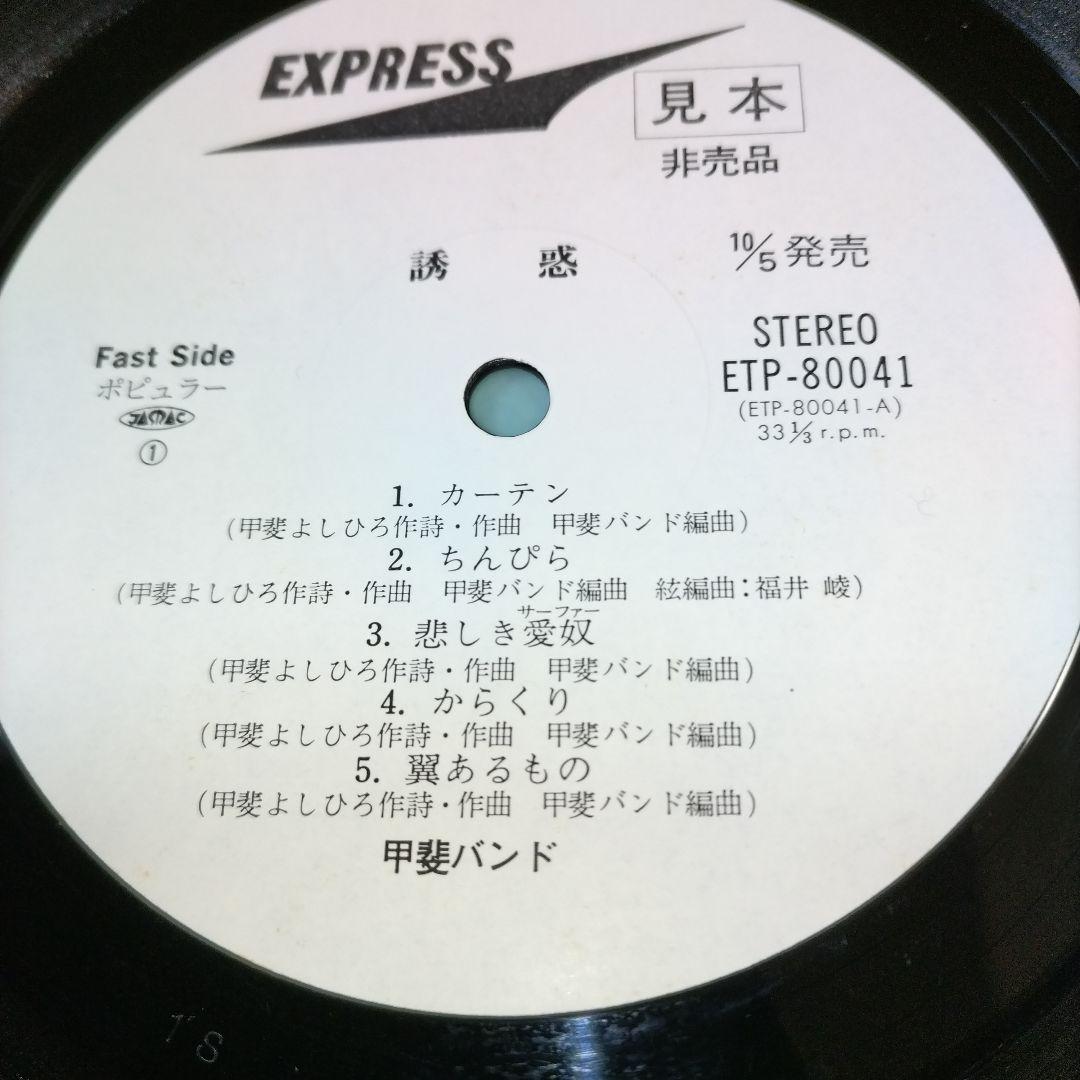 EXPRESS
見本
非売品
誘惑
10/5発売
Fast Side
ポピュラー
JASRAC
①
STEREO
ETP-80041
(ETP-80041-A)
33 1/3 r.p.m.
1. カーテン
(甲斐よしひろ作詩・作曲 甲斐バンド編曲)
2. ちんぴら
(甲斐よしひろ作詩・作曲 甲斐バンド編曲 絃編曲:福井 崚)
サーファー
3. 悲しき愛奴
(甲斐よしひろ作詩・作曲 甲斐バンド編曲)
4. からくり
(甲斐よしひろ作詩・作曲 甲斐バンド編曲)
5. 翼あるもの
(甲斐よしひろ作詩・作曲 甲斐バンド編曲)
甲斐バンド
1S